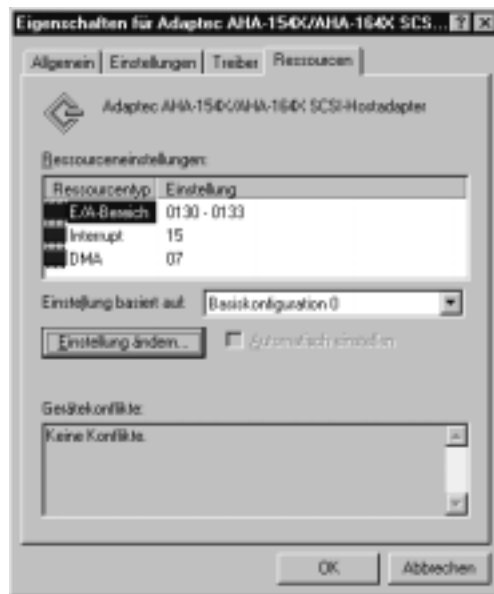 Eigenschaften für Adaptec AHA-154X/AHA-164X SCS...
Allgemein Einstellungen Treiber Ressourcen
Adaptec AHA-154X/AHA-164X SCSI-Hostadapter
Ressourceneinstellungen:
Ressourcentyp Einstellung
E/A-Bereich 0130 - 0133
Interrupt 15
DMA 07
Einstellung basiert auf: Basiskonfiguration 0
Einstellung ändern... Automatisch einstellen
Gerätekonflikte:
Keine Konflikte.
OK Abbrechen